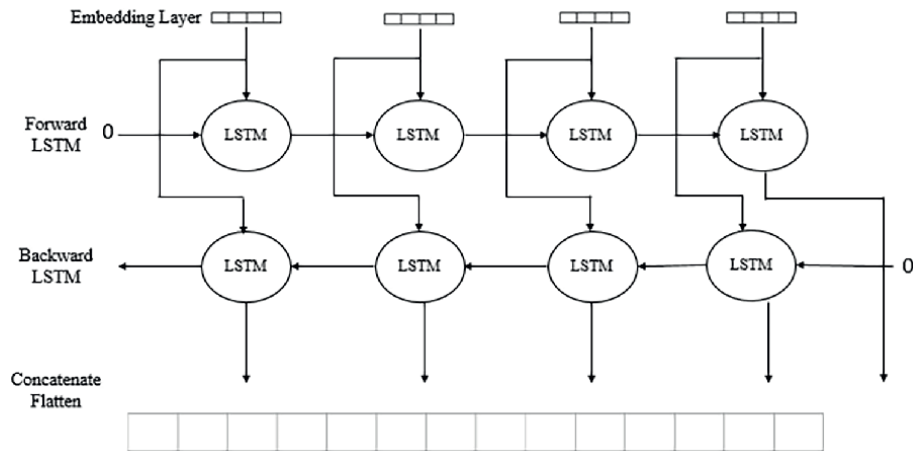 Embedding Layer
Forward
LSTM
0
LSTM
LSTM
LSTM
LSTM
Backward
LSTM
LSTM
LSTM
LSTM
LSTM
0
Concatenate
Flatten